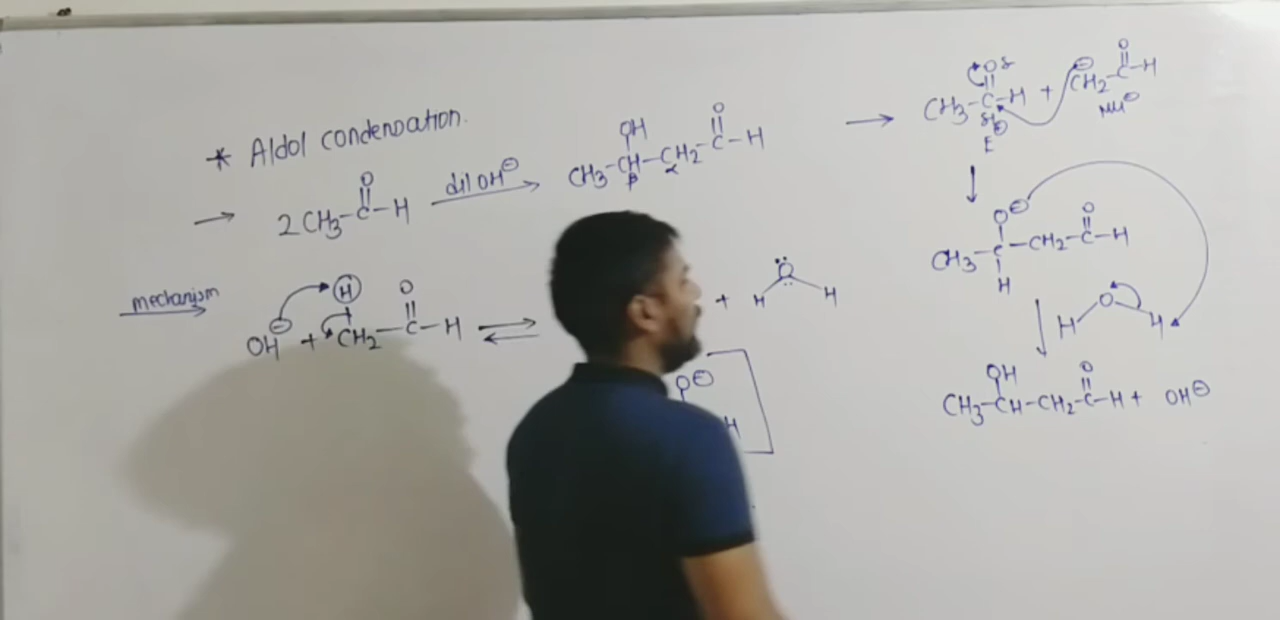 * Aldol condensation.
→ 2CH₃-C(=O)-H dil OH⊖ → CH₃-CH(OH)-CH₂-C(=O)-H
β α
mechanism
OH⊖ + CH₂(H)-C(=O)-H ⇌
+ H-O-H
O⊖
H
→ CH₃-C(=O)-H + ⊖CH₂-C(=O)-H
E⊕ Nu⊖
↓
CH₃-C(O⊖)(H)-CH₂-C(=O)-H
↓ H-O-H
CH₃-CH(OH)-CH₂-C(=O)-H + OH⊖